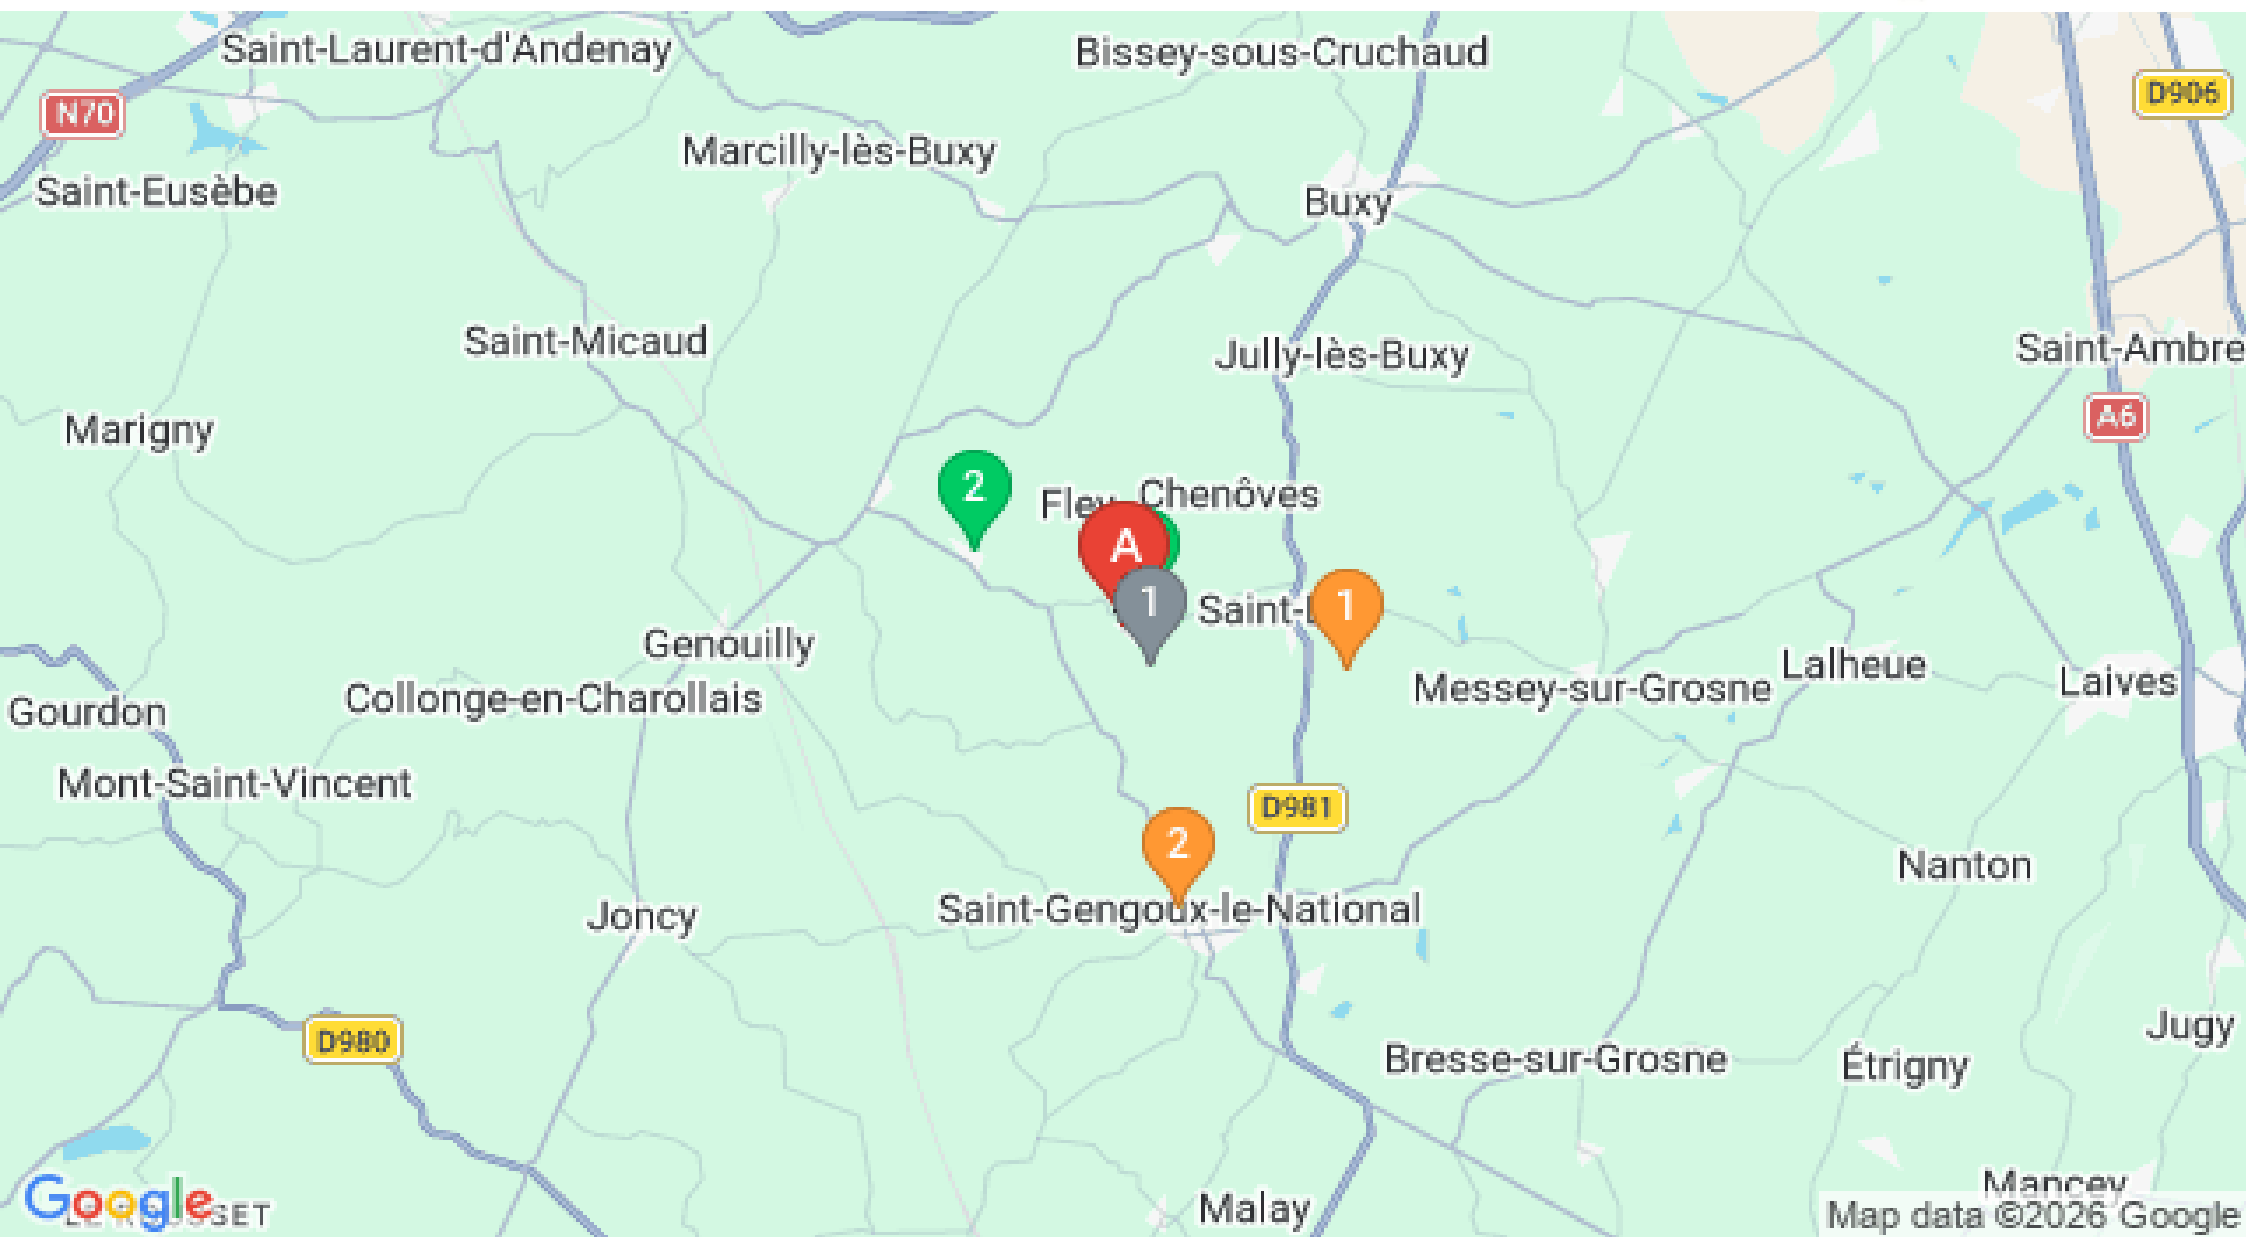 Saint-Laurent-d'Andenay
Bissey-sous-Cruchaud
N70
D906
Marcilly-lès-Buxy
Saint-Eusèbe
Buxy
Saint-Micaud
Jully-lès-Buxy
Saint-Ambre
Marigny
A6
2
Chenôves
A
1
Saint-
1
Genouilly
Lalheue
Messey-sur-Grosne
Laives
Collonge-en-Charollais
Gourdon
Mont-Saint-Vincent
D981
2
Nanton
Saint-Gengoux-le-National
Joncy
Jugy
D980
Bresse-sur-Grosne
Étrigny
Mancey
Malay
Google
Map data ©2026 Google